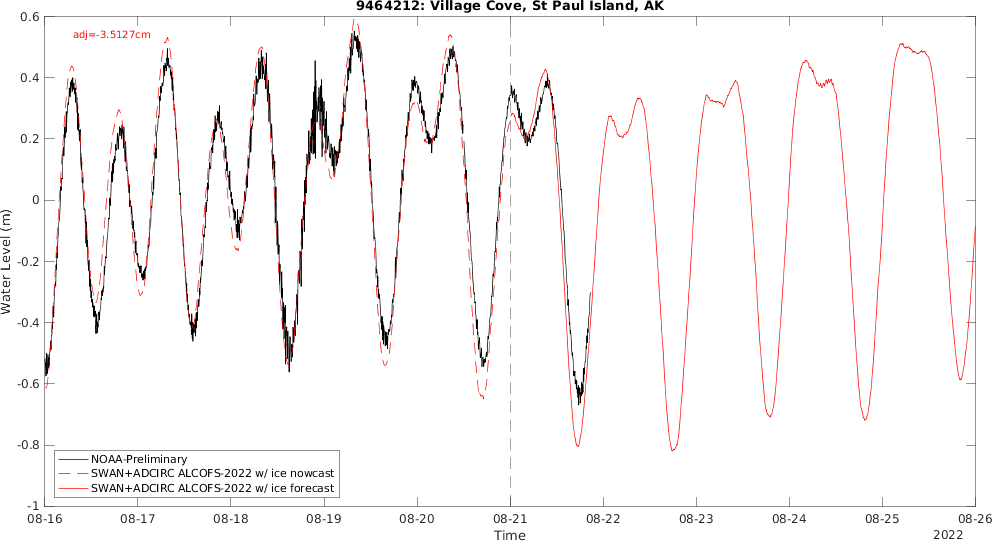 9464212: Village Cove, St Paul Island, AK
adj=-3.5127cm
0.6
0.4
0.2
0
-0.2
-0.4
-0.6
-0.8
-1
Water Level (m)
NOAA-Preliminary
SWAN+ADCIRC ALCOFS-2022 w/ ice nowcast
SWAN+ADCIRC ALCOFS-2022 w/ ice forecast
08-16 08-17 08-18 08-19 08-20 08-21 08-22 08-23 08-24 08-25 08-26
Time
2022